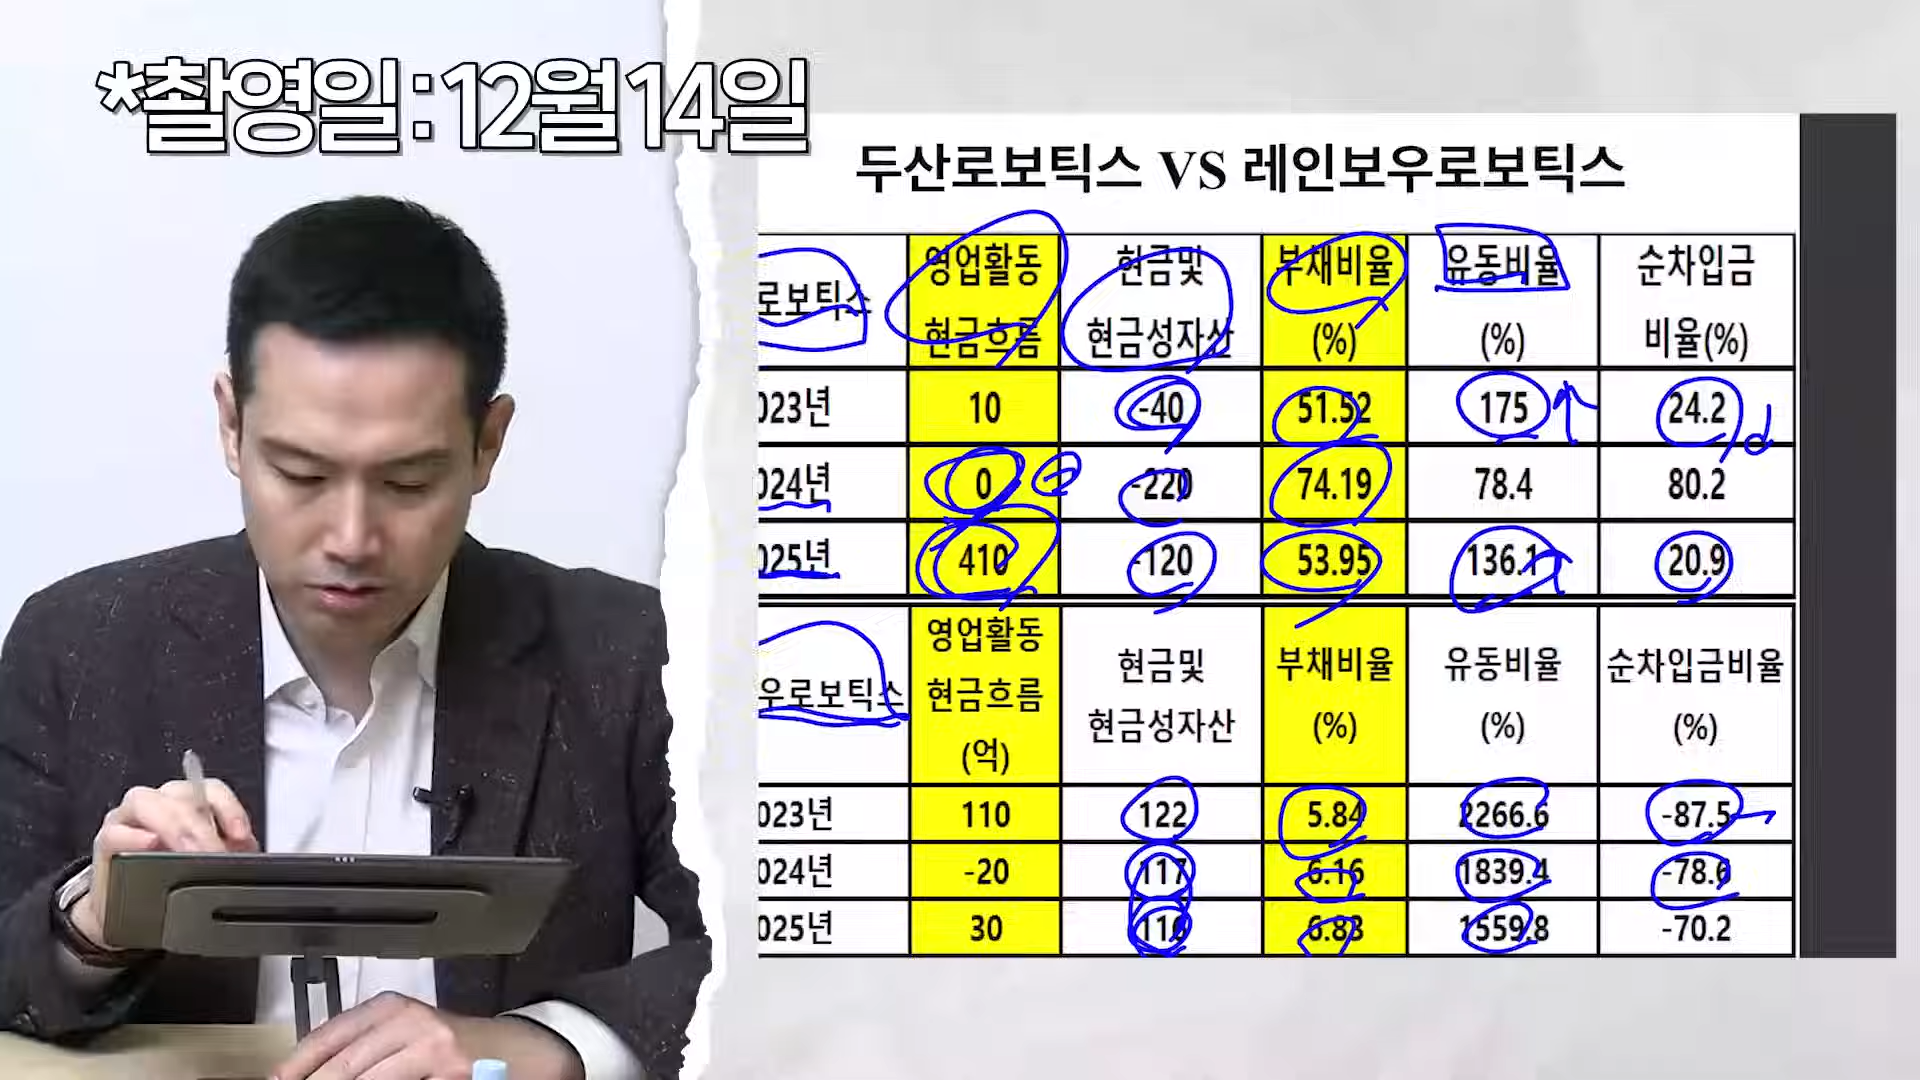 *촬영일:12월 14일
두산로보틱스 VS 레인보우로보틱스
로보틱스 영업활동 현금흐름 현금및 현금성자산 부채비율 (%) 유동비율 (%) 순차입금 비율(%)
023년 10 -40 51.52 175 24.2
024년 0 -220 74.19 78.4 80.2
025년 410 -120 53.95 136.1 20.9
우로보틱스 영업활동 현금흐름 (억) 현금및 현금성자산 부채비율 (%) 유동비율 (%) 순차입금비율 (%)
023년 110 122 5.84 2266.6 -87.5
024년 -20 117 6.16 1839.4 -78.6
025년 30 6.83 1559.8 -70.2